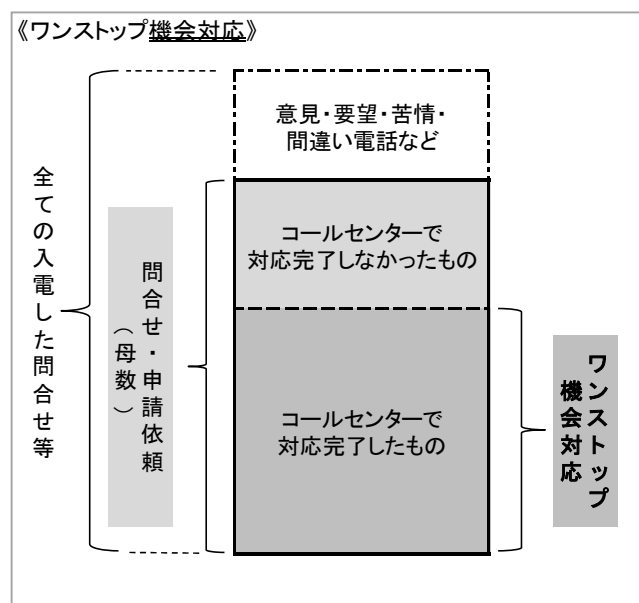 《ワンストップ機会対応》
意見・要望・苦情・
間違い電話など
全ての入電した問合せ等
問合せ・申請依頼
（母数）
コールセンターで
対応完了しなかったもの
コールセンターで
対応完了したもの
ワンストップ
機会対応